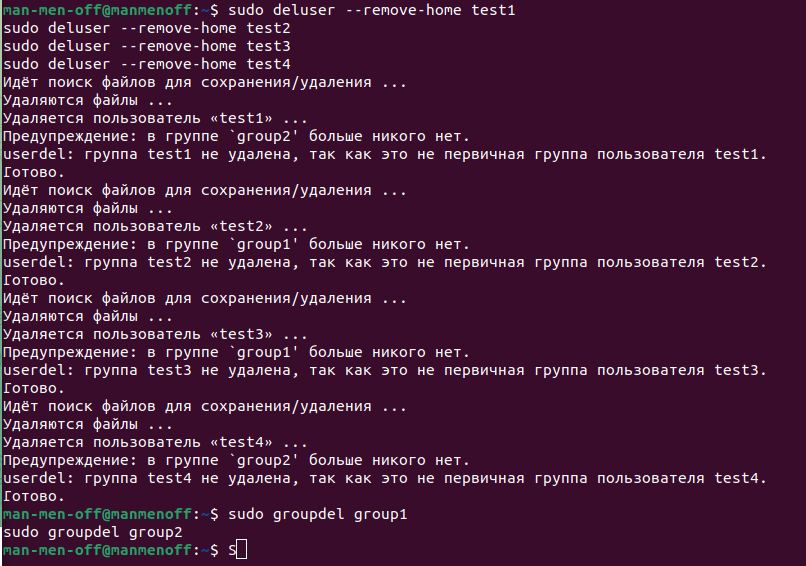 man-men-off@manmenoff:~$ sudo deluser --remove-home test1
sudo deluser --remove-home test2
sudo deluser --remove-home test3
sudo deluser --remove-home test4
Идёт поиск файлов для сохранения/удаления ...
Удаляются файлы ...
Удаляется пользователь «test1» ...
Предупреждение: в группе `group2' больше никого нет.
userdel: группа test1 не удалена, так как это не первичная группа пользователя test1.
Готово.
Идёт поиск файлов для сохранения/удаления ...
Удаляются файлы ...
Удаляется пользователь «test2» ...
Предупреждение: в группе `group1' больше никого нет.
userdel: группа test2 не удалена, так как это не первичная группа пользователя test2.
Готово.
Идёт поиск файлов для сохранения/удаления ...
Удаляются файлы ...
Удаляется пользователь «test3» ...
Предупреждение: в группе `group1' больше никого нет.
userdel: группа test3 не удалена, так как это не первичная группа пользователя test3.
Готово.
Идёт поиск файлов для сохранения/удаления ...
Удаляются файлы ...
Удаляется пользователь «test4» ...
Предупреждение: в группе `group2' больше никого нет.
userdel: группа test4 не удалена, так как это не первичная группа пользователя test4.
Готово.
man-men-off@manmenoff:~$ sudo groupdel group1
sudo groupdel group2
man-men-off@manmenoff:~$ S